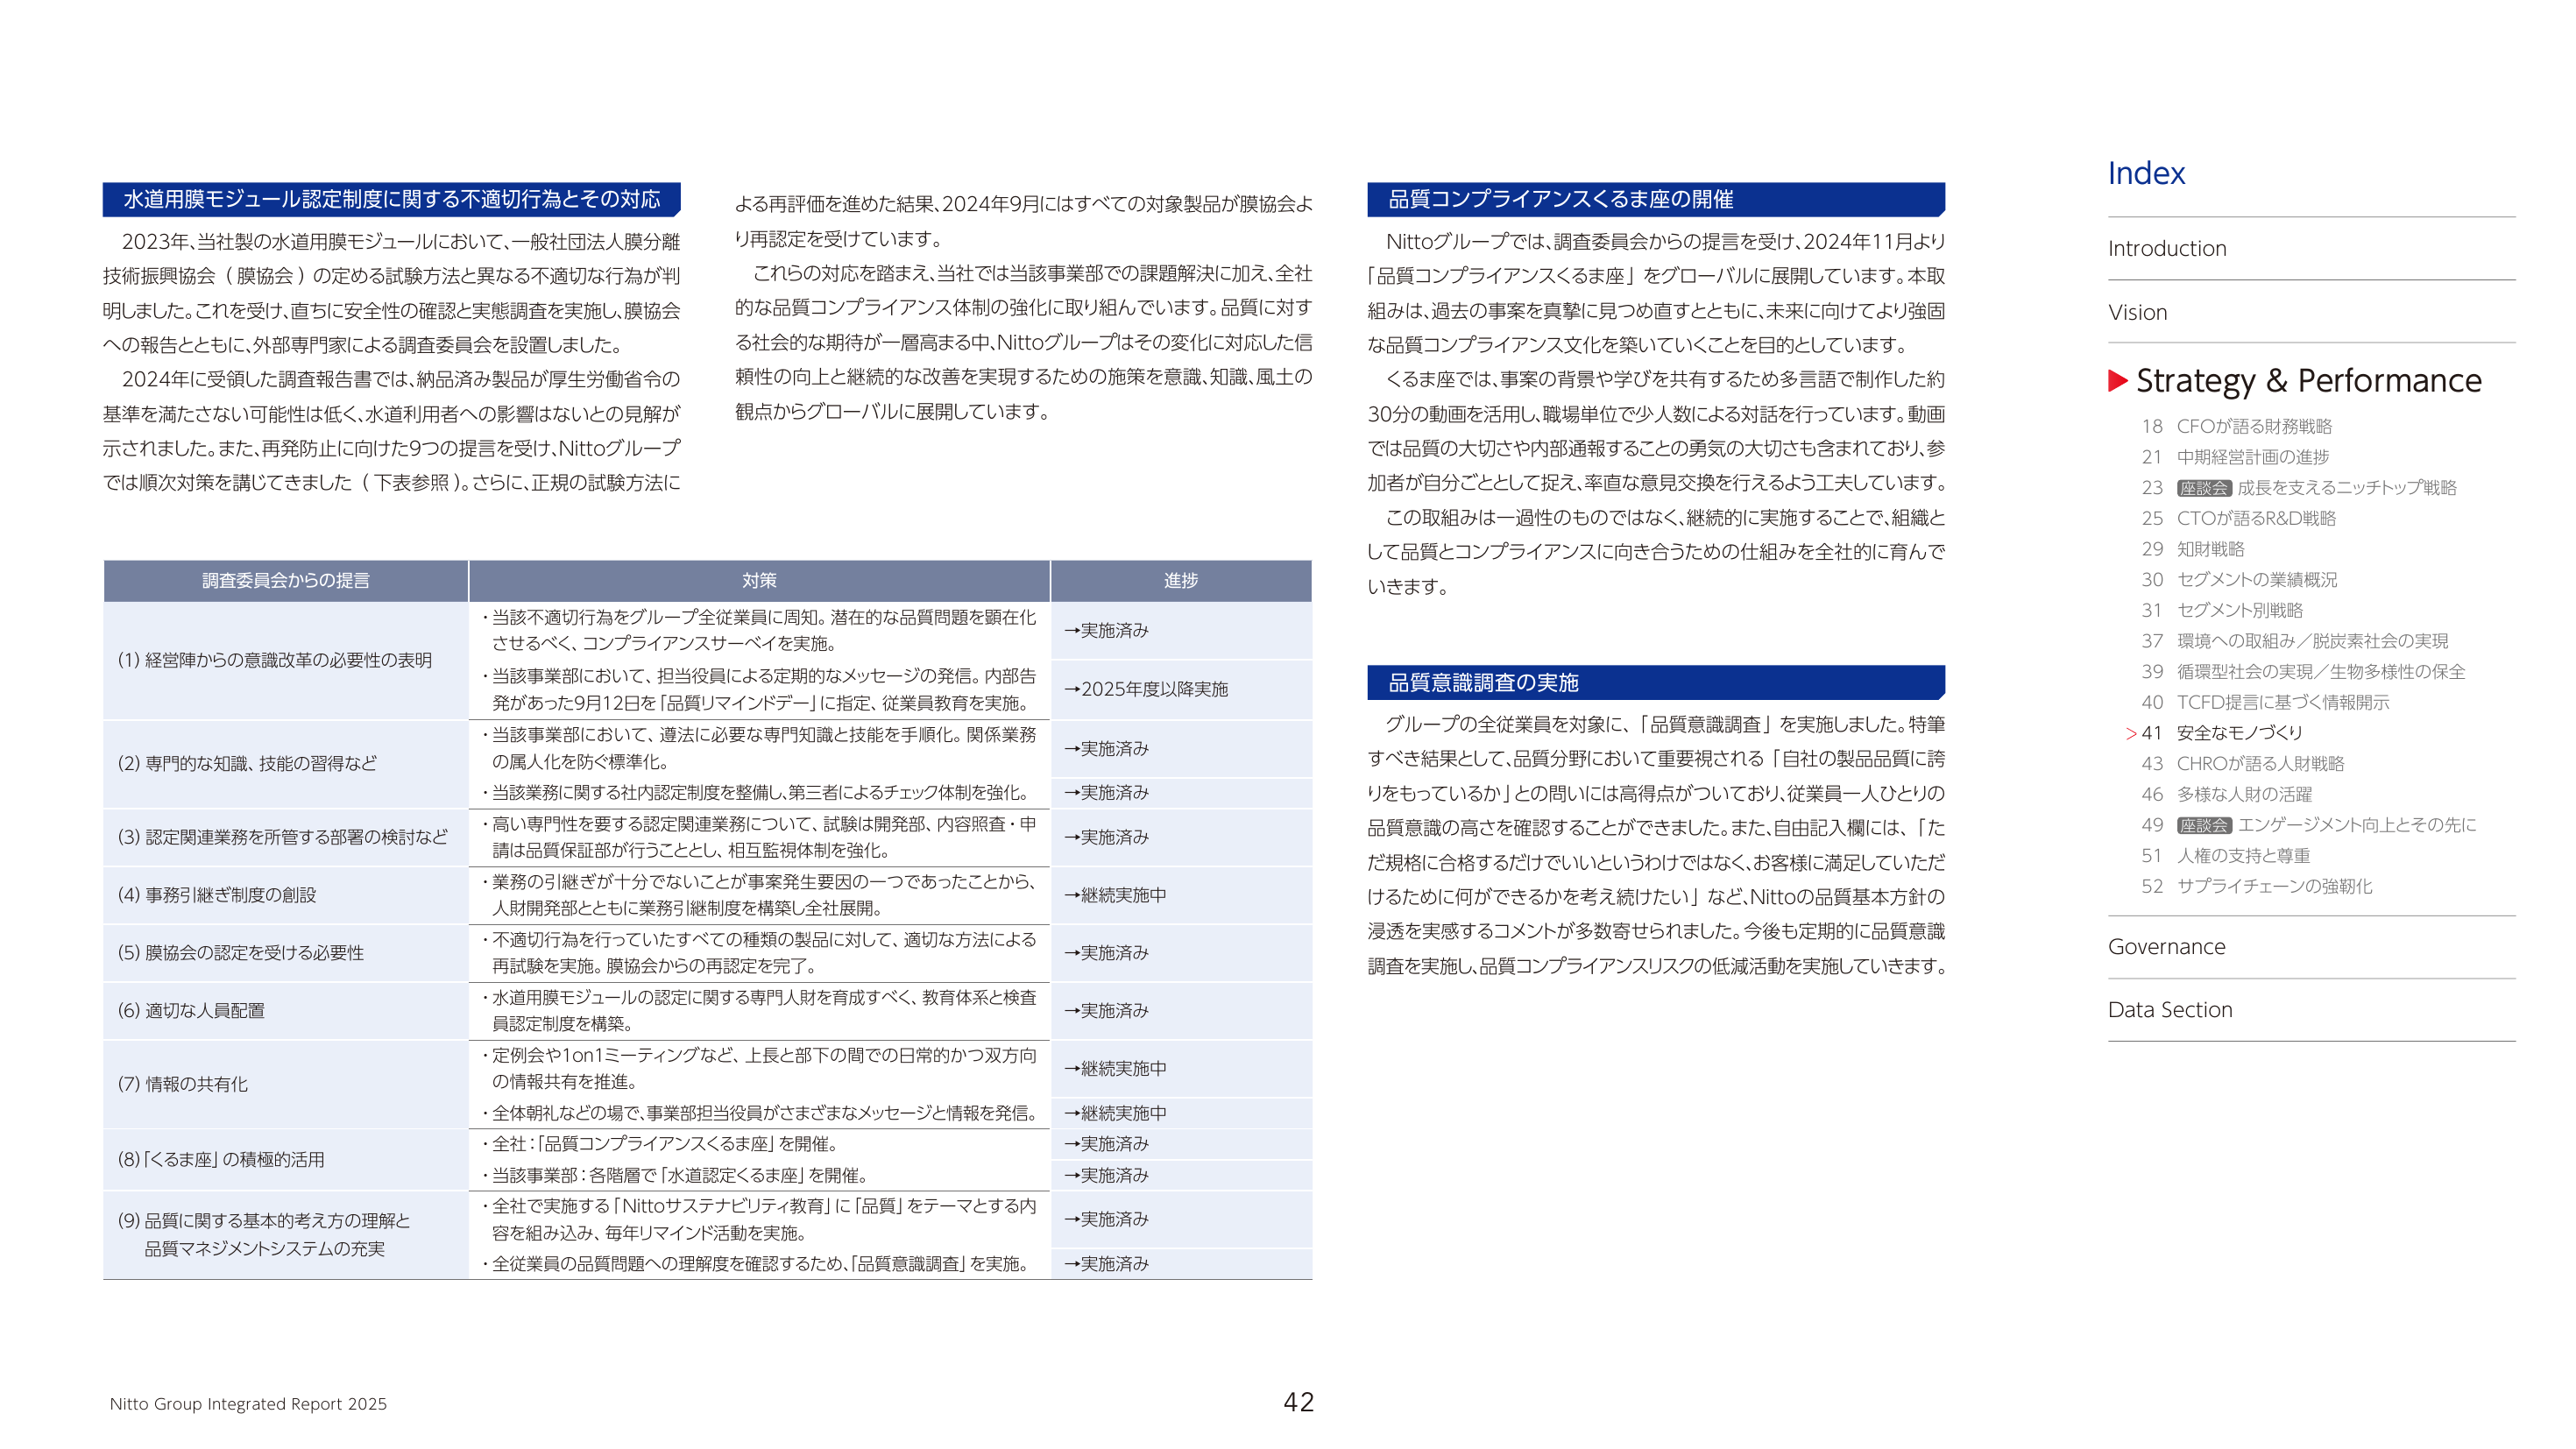 水道用膜モジュール認定制度に関する不適切行為とその対応
2023年、当社製の水道用膜モジュールにおいて、一般社団法人膜分離
技術振興協会（膜協会）の定める試験方法と異なる不適切な行為が判
明しました。これを受け、直ちに安全性の確認と実態調査を実施し、膜協会
への報告とともに、外部専門家による調査委員会を設置しました。
2024年に受領した調査報告書では、納品済み製品が厚生労働省令の
基準を満たさない可能性は低く、水道利用者への影響はないとの見解が
示されました。また、再発防止に向けた9つの提言を受け、Nittoグループ
では順次対策を講じてきました（下表参照）。さらに、正規の試験方法に
よる再評価を進めた結果、2024年9月にはすべての対象製品が膜協会よ
り再認定を受けています。
これらの対応を踏まえ、当社では当該事業部での課題解決に加え、全社
的な品質コンプライアンス体制の強化に取り組んでいます。品質に対す
る社会的な期待が一層高まる中、Nittoグループはその変化に対応した信
頼性の向上と継続的な改善を実現するための施策を意識、知識、風土の
観点からグローバルに展開しています。
調査委員会からの提言 対策 進捗
(1) 経営陣からの意識改革の必要性の表明
・当該不適切行為をグループ全従業員に周知。潜在的な品質問題を顕在化
させるべく、コンプライアンスサーベイを実施。
→実施済み
・当該事業部において、担当役員による定期的なメッセージの発信。内部告
発があった9月12日を「品質リマインドデー」に指定、従業員教育を実施。
→2025年度以降実施
(2) 専門的な知識、技能の習得など
・当該事業部において、遵法に必要な専門知識と技能を手順化。関係業務
の属人化を防ぐ標準化。
→実施済み
・当該業務に関する社内認定制度を整備し、第三者によるチェック体制を強化。
→実施済み
(3) 認定関連業務を所管する部署の検討など
・高い専門性を要する認定関連業務について、試験は開発部、内容照査・申
請は品質保証部が行うこととし、相互監視体制を強化。
→実施済み
(4) 事務引継ぎ制度の創設
・業務の引継ぎが十分でないことが事案発生要因の一つであったことから、
人財開発部とともに業務引継制度を構築し全社展開。
→継続実施中
(5) 膜協会の認定を受ける必要性
・不適切行為を行っていたすべての種類の製品に対して、適切な方法による
再試験を実施。膜協会からの再認定を完了。
→実施済み
(6) 適切な人員配置
・水道用膜モジュールの認定に関する専門人財を育成すべく、教育体系と検査
員認定制度を構築。
→実施済み
(7) 情報の共有化
・定例会や1on1ミーティングなど、上長と部下の間での日常的かつ双方向
の情報共有を推進。
→継続実施中
・全体朝礼などの場で、事業部担当役員がさまざまなメッセージと情報を発信。
→継続実施中
(8)「くるま座」の積極的活用
・全社：「品質コンプライアンスくるま座」を開催。
→実施済み
・当該事業部：各階層で「水道認定くるま座」を開催。
→実施済み
(9) 品質に関する基本的考え方の理解と
品質マネジメントシステムの充実
・全社で実施する「Nittoサステナビリティ教育」に「品質」をテーマとする内
容を組み込み、毎年リマインド活動を実施。
→実施済み
・全従業員の品質問題への理解度を確認するため、「品質意識調査」を実施。
→実施済み
品質コンプライアンスくるま座の開催
Nittoグループでは、調査委員会からの提言を受け、2024年11月より
「品質コンプライアンスくるま座」をグローバルに展開しています。本取
組みは、過去の事案を真摯に見つめ直すとともに、未来に向けてより強固
な品質コンプライアンス文化を築いていくことを目的としています。
くるま座では、事案の背景や学びを共有するため多言語で制作した約
30分の動画を活用し、職場単位で少人数による対話を行っています。動画
では品質の大切さや内部通報することの勇気の大切さも含まれており、参
加者が自分ごととして捉え、率直な意見交換を行えるよう工夫しています。
この取組みは一過性のものではなく、継続的に実施することで、組織と
して品質とコンプライアンスに向き合うための仕組みを全社的に育んで
いきます。
品質意識調査の実施
グループの全従業員を対象に、「品質意識調査」を実施しました。特筆
すべき結果として、品質分野において重要視される「自社の製品品質に誇
りをもっているか」との問いには高得点がついており、従業員一人ひとりの
品質意識の高さを確認することができました。また、自由記入欄には、「た
だ規格に合格するだけでいいというわけではなく、お客様に満足していただ
けるために何ができるかを考え続けたい」など、Nittoの品質基本方針の
浸透を実感するコメントが多数寄せられました。今後も定期的に品質意識
調査を実施し、品質コンプライアンスリスクの低減活動を実施していきます。
Index
Introduction
Vision
Strategy & Performance
18 CFOが語る財務戦略
21 中期経営計画の進捗
23 座談会 成長を支えるニッチトップ戦略
25 CTOが語るR&D戦略
29 知財戦略
30 セグメントの業績概況
31 セグメント別戦略
37 環境への取組み／脱炭素社会の実現
39 循環型社会の実現／生物多様性の保全
40 TCFD提言に基づく情報開示
> 41 安全なモノづくり
43 CHROが語る人財戦略
46 多様な人財の活躍
49 座談会 エンゲージメント向上とその先に
51 人権の支持と尊重
52 サプライチェーンの強靭化
Governance
Data Section
Nitto Group Integrated Report 2025
42